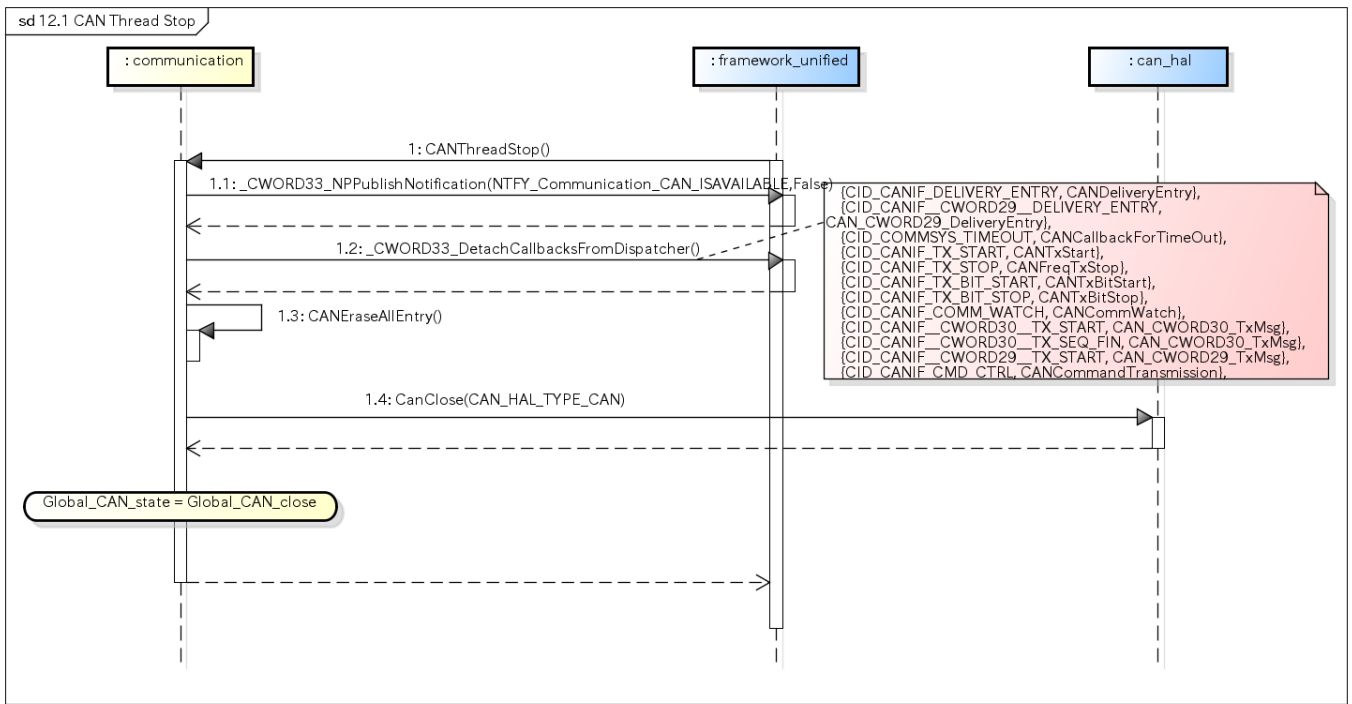 sd 12.1 CAN Thread Stop
: communication
: framework_unified
: can_hal
1: CANThreadStop()
1.1: _CWORD33_NPPublishNotification(NTFY_Communication_CAN_ISAVAILABLE,False)
{CID_CANIF_DELIVERY_ENTRY, CANDeliveryEntry},
{CID_CANIF__CWORD29__DELIVERY_ENTRY,
CAN_CWORD29_DeliveryEntry},
{CID_COMMSYS_TIMEOUT, CANCallbackForTimeOut},
{CID_CANIF_TX_START, CANTxStart},
{CID_CANIF_TX_STOP, CANFreqTxStop},
{CID_CANIF_TX_BIT_START, CANTxBitStart},
{CID_CANIF_TX_BIT_STOP, CANTxBitStop},
{CID_CANIF_COMM_WATCH, CANCommWatch},
{CID_CANIF__CWORD30__TX_START, CAN_CWORD30_TxMsg},
{CID_CANIF__CWORD30__TX_SEQ_FIN, CAN_CWORD30_TxMsg},
{CID_CANIF__CWORD29__TX_START, CAN_CWORD29_TxMsg},
{CID_CANIF_CMD_CTRL, CANCommandTransmission},
1.2: _CWORD33_DetachCallbacksFromDispatcher()
1.3: CANEraseAllEntry()
1.4: CanClose(CAN_HAL_TYPE_CAN)
Global_CAN_state = Global_CAN_close